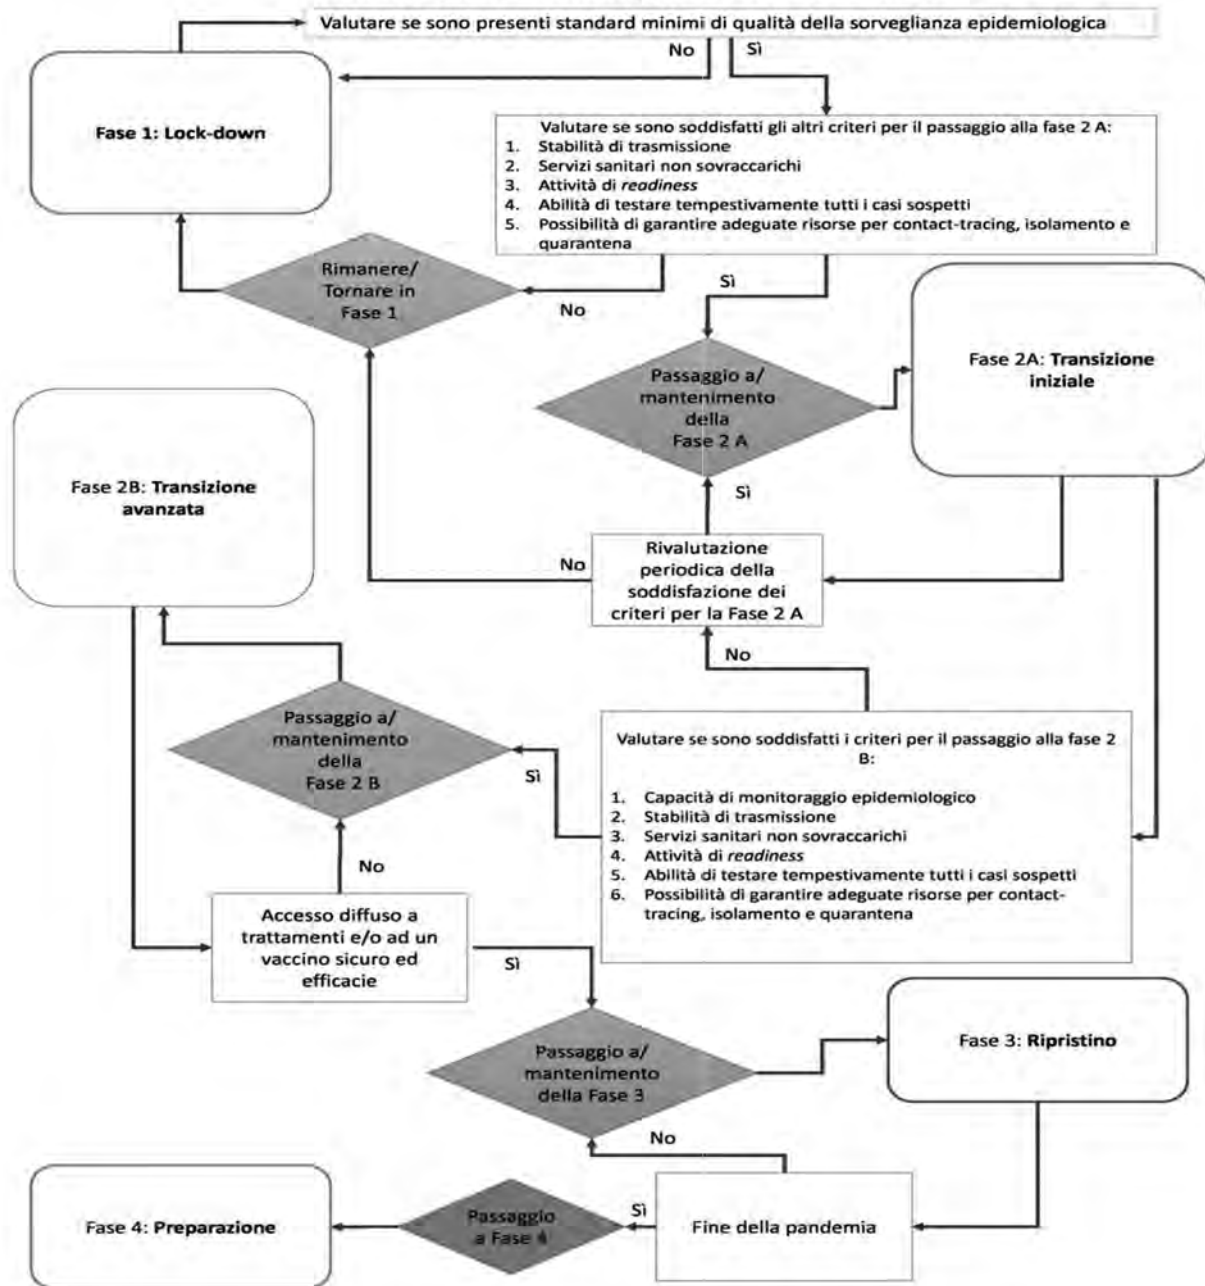 Valutare se sono presenti standard minimi di qualità della sorveglianza epidemiologica
No
Sì
Fase 1: Lock-down
Valutare se sono soddisfatti gli altri criteri per il passaggio alla fase 2 A:
1. Stabilità di trasmissione
2. Servizi sanitari non sovraccarichi
3. Attività di readiness
4. Abilità di testare tempestivamente tutti i casi sospetti
5. Possibilità di garantire adeguate risorse per contact-tracing, isolamento e
quarantena
Rimanere/
Tornare in
Fase 1
No
Sì
Passaggio a/
mantenimento
della
Fase 2 A
Fase 2A: Transizione
iniziale
Fase 2B: Transizione
avanzata
Sì
Rivalutazione
periodica della
soddisfazione dei
criteri per la Fase 2 A
No
No
Passaggio a/
mantenimento
della
Fase 2 B
Sì
Valutare se sono soddisfatti i criteri per il passaggio alla fase 2
B:
1. Capacità di monitoraggio epidemiologico
2. Stabilità di trasmissione
3. Servizi sanitari non sovraccarichi
4. Attività di readiness
5. Abilità di testare tempestivamente tutti i casi sospetti
6. Possibilità di garantire adeguate risorse per contact-
tracing, isolamento e quarantena
No
Accesso diffuso a
trattamenti e/o ad un
vaccino sicuro ed
efficacie
Sì
Passaggio a/
mantenimento
della Fase 3
Fase 3: Ripristino
No
Fine della pandemia
Sì
Passaggio
a Fase 4
Fase 4: Preparazione